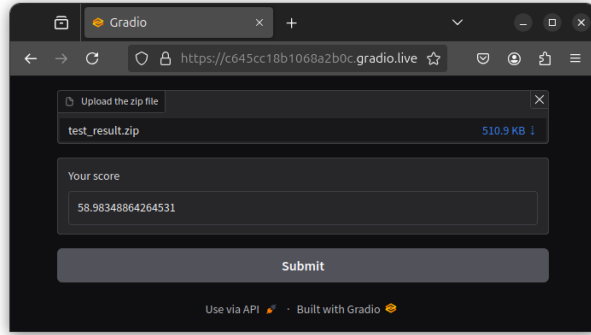 Gradio
https://c645cc18b1068a2b0c.gradio.live
Upload the zip file
test_result.zip 510.9 KB ↓
Your score
58.98348864264531
Submit
Use via API 🚀 · Built with Gradio